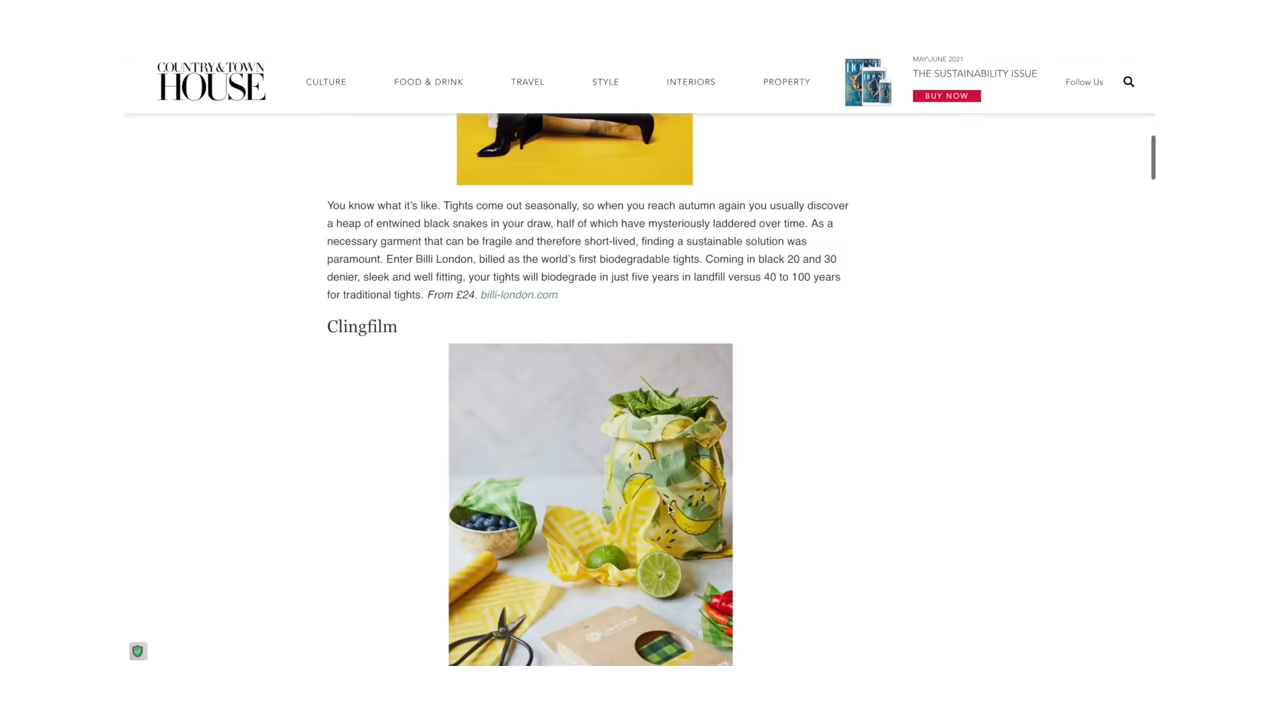 COUNTRY & TOWN
HOUSE
CULTURE
FOOD & DRINK
TRAVEL
STYLE
INTERIORS
PROPERTY
MAY/JUNE 2021
THE SUSTAINABILITY ISSUE
BUY NOW
Follow Us
You know what it's like. Tights come out seasonally, so when you reach autumn again you usually discover
a heap of entwined black snakes in your draw, half of which have mysteriously laddered over time. As a
necessary garment that can be fragile and therefore short-lived, finding a sustainable solution was
paramount. Enter Billi London, billed as the world's first biodegradable tights. Coming in black 20 and 30
denier, sleek and well fitting, your tights will biodegrade in just five years in landfill versus 40 to 100 years
for traditional tights. From £24. billi-london.com
Clingfilm